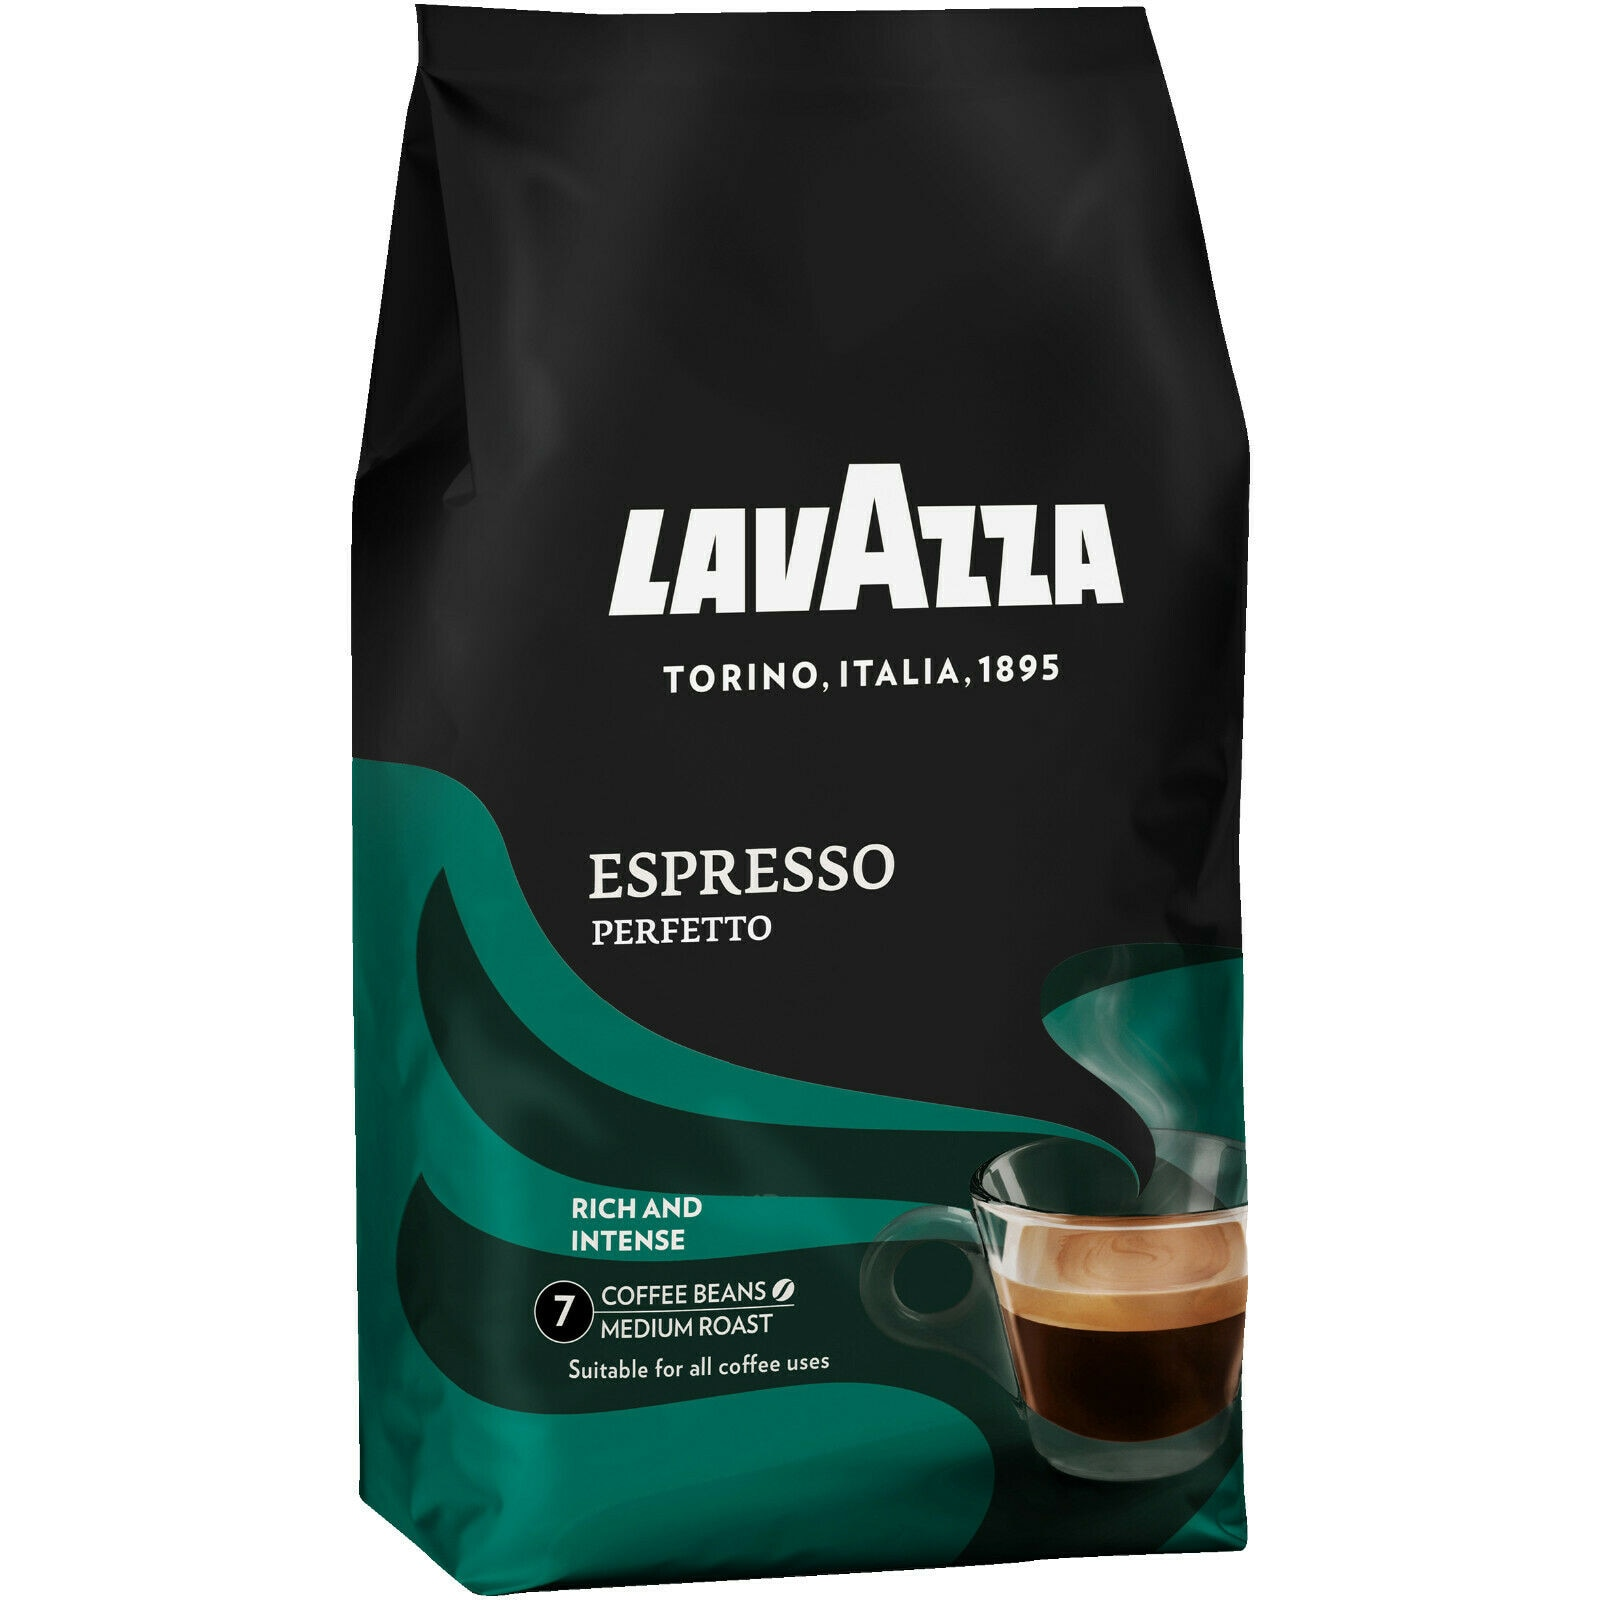 LAVAZZA
TORINO, ITALIA, 1895
ESPRESSO
PERFETTO
RICH AND
INTENSE
7 COFFEE BEANS
MEDIUM ROAST
Suitable for all coffee uses